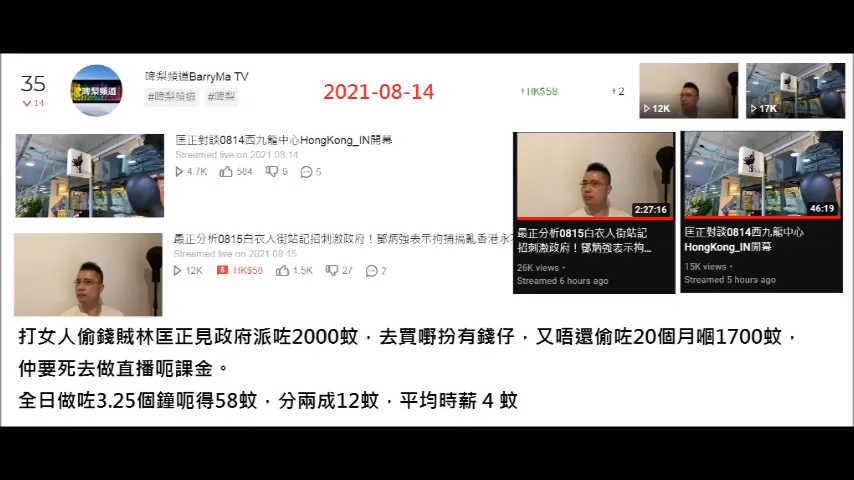 35
14
啤梨頻道
啤梨頻道BarryMa TV
#啤梨頻道 #啤梨
2021-08-14
+HK$58
+2
12K
17K
匡正對談0814西九龍中心HongKong_IN開幕
Streamed live on 2021 08 14
4.7K 584 9 5
最正分析0815白衣人街站記招刺激政府！鄧炳強表示拘捕搞亂香港永不
Streamed live on 2021 08 15
12K HK$58 1.5K 27 2
2:27:16
最正分析0815白衣人街站記
招刺激政府！鄧炳強表示拘...
26K views •
Streamed 6 hours ago
46:19
匡正對談0814西九龍中心
HongKong_IN開幕
15K views •
Streamed 5 hours ago
打女人偷錢賊林匡正見政府派咗2000蚊，去買嘢扮有錢仔，又唔還偷咗20個月嗰1700蚊，
仲要死去做直播呃課金。
全日做咗3.25個鐘呃得58蚊，分兩成12蚊，平均時薪 4 蚊